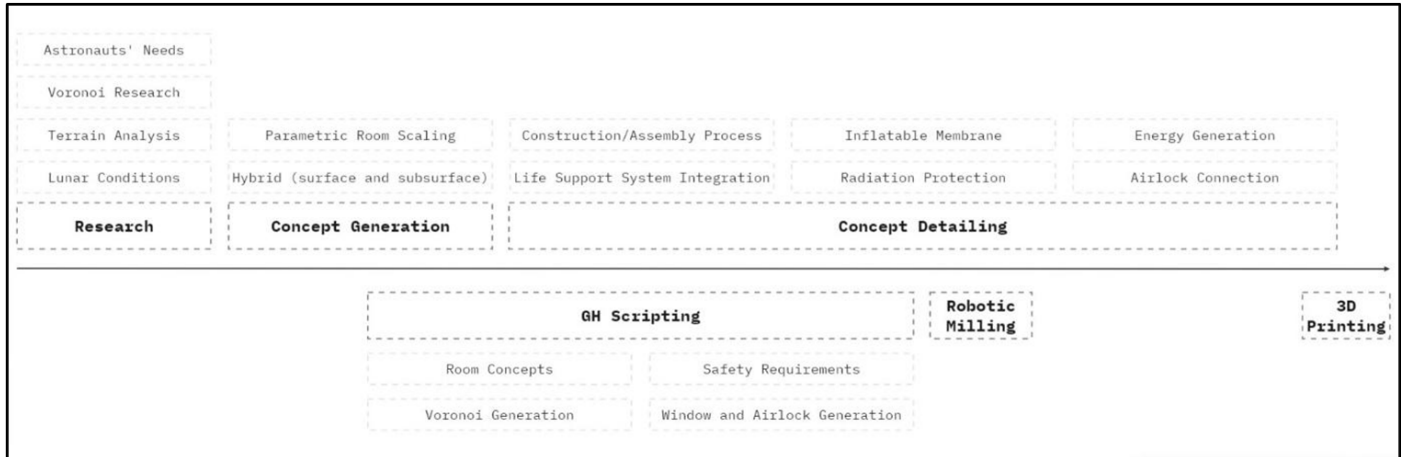 Astronauts' Needs
Voronoi Research
Terrain Analysis
Parametric Room Scaling
Construction/Assembly Process
Inflatable Membrane
Energy Generation
Lunar Conditions
Hybrid (surface and subsurface)
Life Support System Integration
Radiation Protection
Airlock Connection
Research
Concept Generation
Concept Detailing
GH Scripting
Robotic
Milling
3D
Printing
Room Concepts
Safety Requirements
Voronoi Generation
Window and Airlock Generation